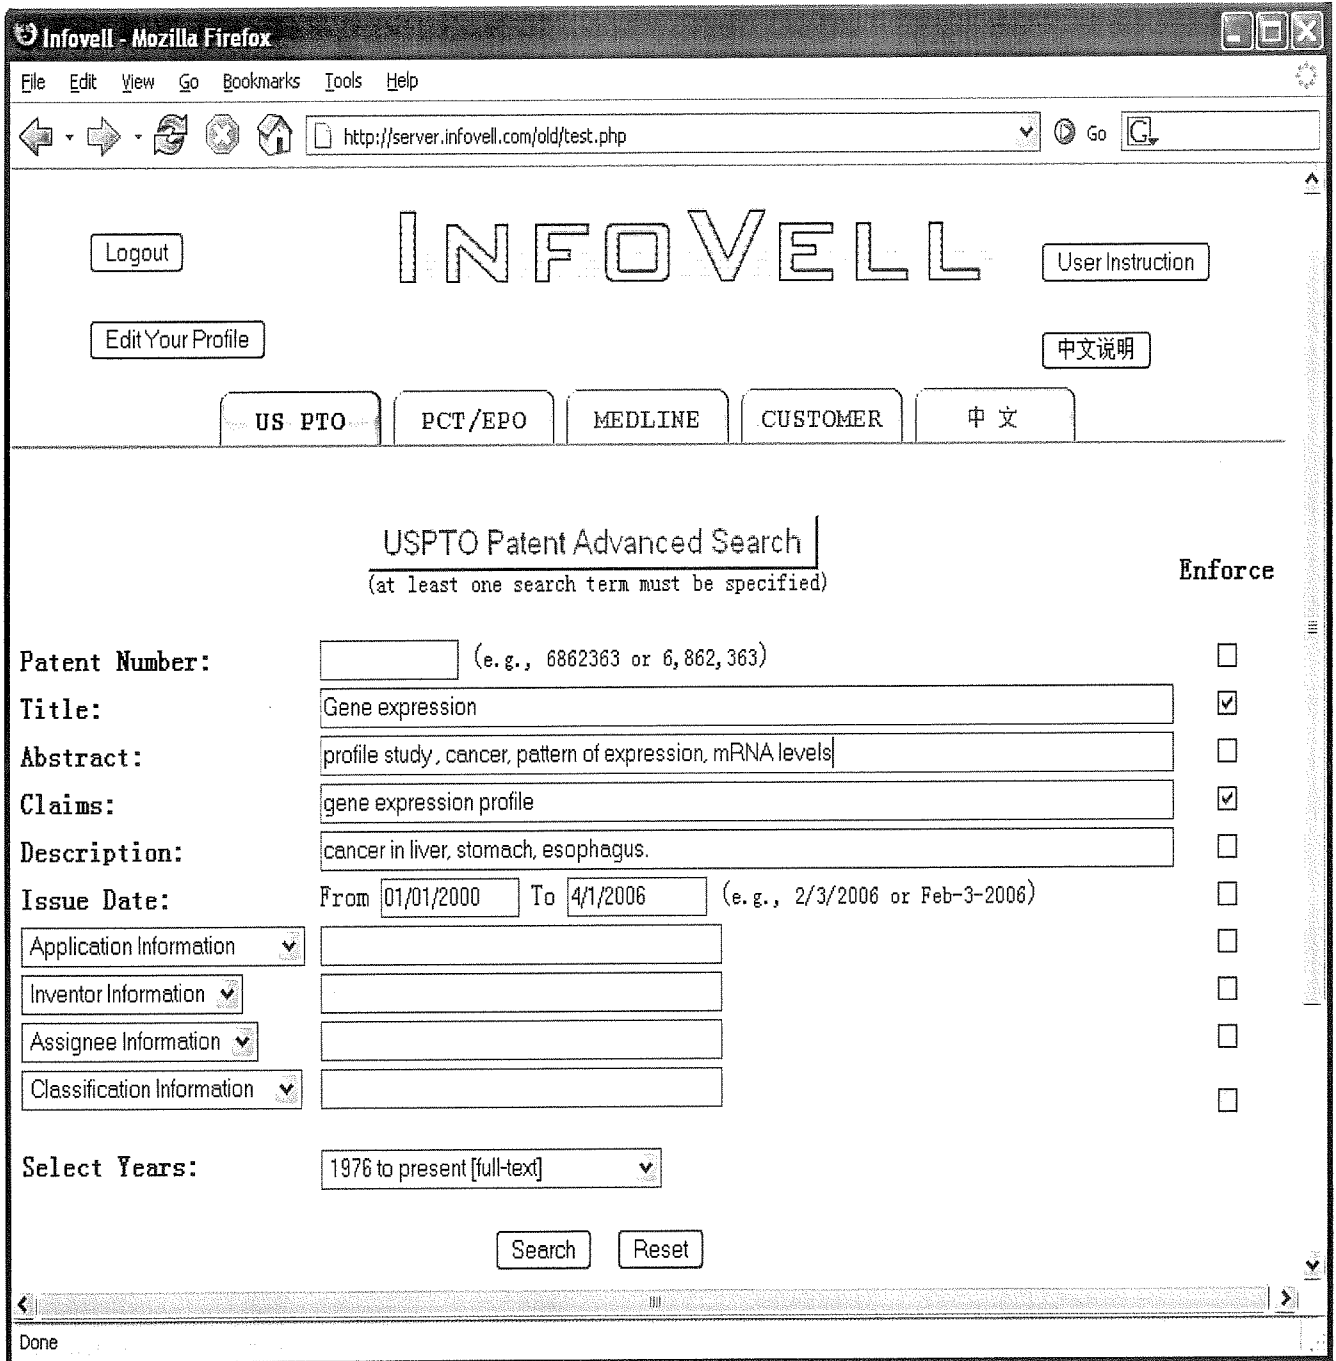 Infovell - Mozilla Firefox
File Edit View Go Bookmarks Tools Help
http://server.infovell.com/old/test.php Go G
Logout
INFOVELL
User Instruction
Edit Your Profile
中文说明
US PTO PCT/EPO MEDLINE CUSTOMER 中 文
USPTO Patent Advanced Search
(at least one search term must be specified)
Enforce
Patent Number: (e.g., 6862363 or 6,862,363)
Title: Gene expression
Abstract: profile study, cancer, pattern of expression, mRNA levels
Claims: gene expression profile
Description: cancer in liver, stomach, esophagus.
Issue Date: From 01/01/2000 To 4/1/2006 (e.g., 2/3/2006 or Feb-3-2006)
Application Information
Inventor Information
Assignee Information
Classification Information
Select Years: 1976 to present [full-text]
Search Reset
Done